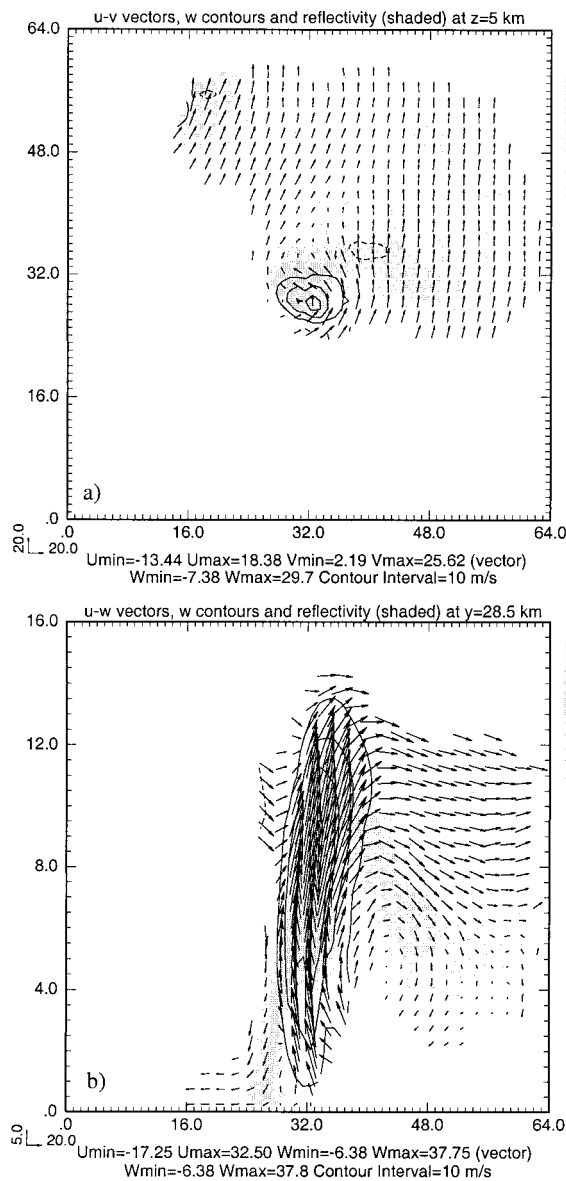 u-v vectors, w contours and reflectivity (shaded) at z=5 km
64.0
48.0
32.0
16.0
.0
a)
.0 16.0 32.0 48.0 64.0
20.0
20.0
Umin=-13.44 Umax=18.38 Vmin=2.19 Vmax=25.62 (vector)
Wmin=-7.38 Wmax=29.7 Contour Interval=10 m/s
u-w vectors, w contours and reflectivity (shaded) at y=28.5 km
16.0
12.0
8.0
4.0
.0
b)
.0 16.0 32.0 48.0 64.0
5.0
20.0
Umin=-17.25 Umax=32.50 Wmin=-6.38 Wmax=37.75 (vector)
Wmin=-6.38 Wmax=37.8 Contour Interval=10 m/s